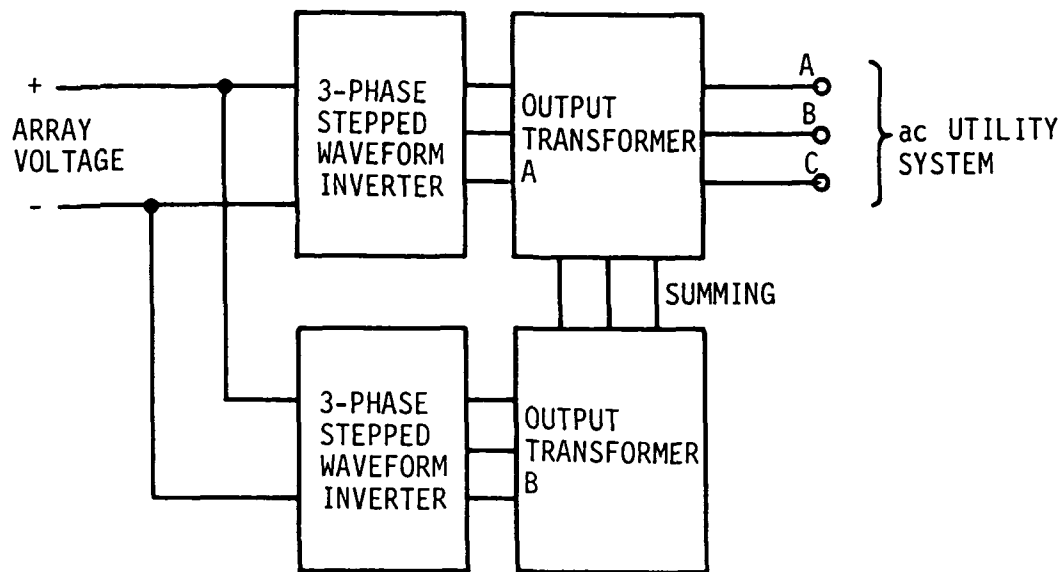 +
ARRAY
VOLTAGE
-
3-PHASE
STEPPED
WAVEFORM
INVERTER
OUTPUT
TRANSFORMER
A
A
B
C
ac UTILITY
SYSTEM
SUMMING
3-PHASE
STEPPED
WAVEFORM
INVERTER
OUTPUT
TRANSFORMER
B